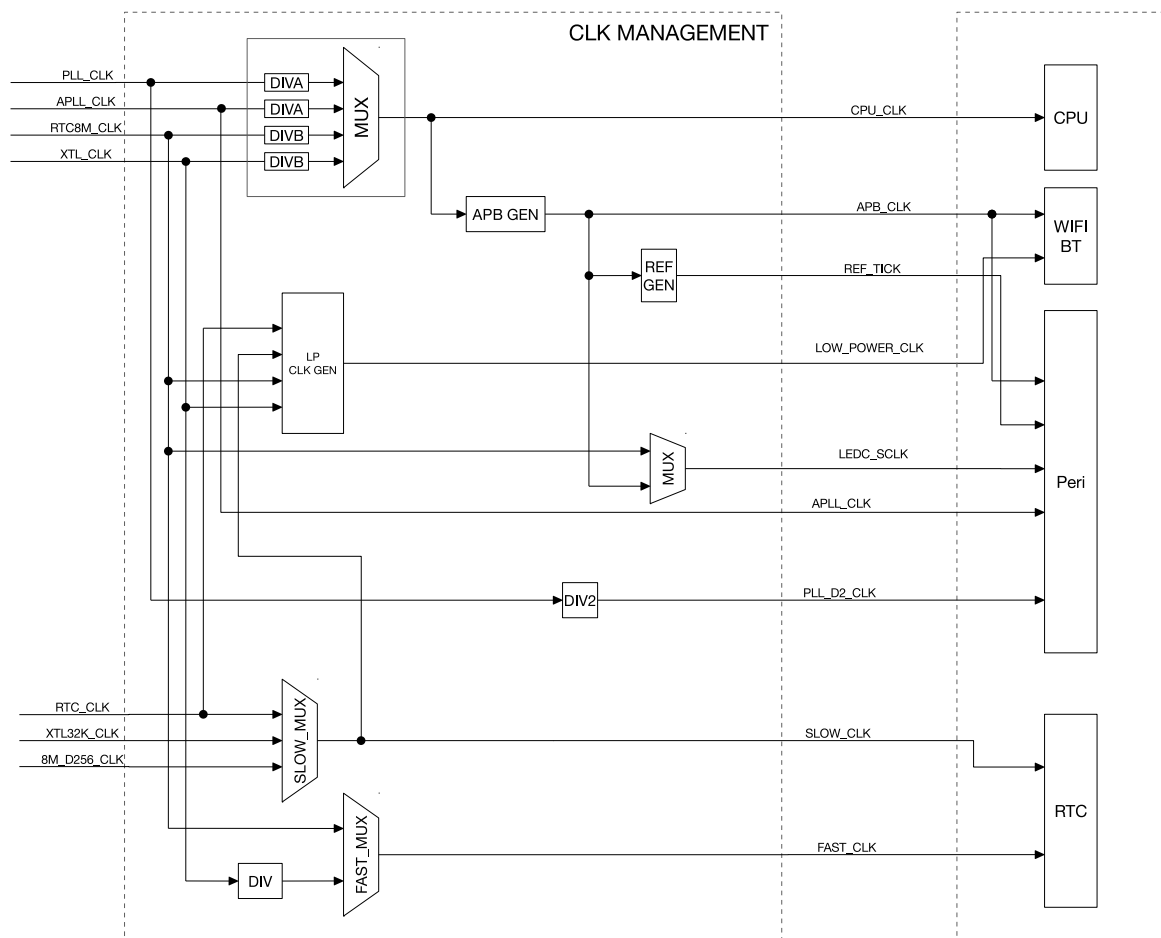 CLK MANAGEMENT
PLL_CLK
DIVA
APLL_CLK
DIVA
MUX
CPU_CLK
CPU
RTC8M_CLK
DIVB
XTL_CLK
DIVB
APB GEN
APB_CLK
WIFI
BT
REF
GEN
REF_TICK
LP
CLK GEN
LOW_POWER_CLK
MUX
LEDC_SCLK
Peri
APLL_CLK
DIV2
PLL_D2_CLK
RTC_CLK
XTL32K_CLK
8M_D256_CLK
SLOW_MUX
SLOW_CLK
RTC
FAST_MUX
FAST_CLK
DIV